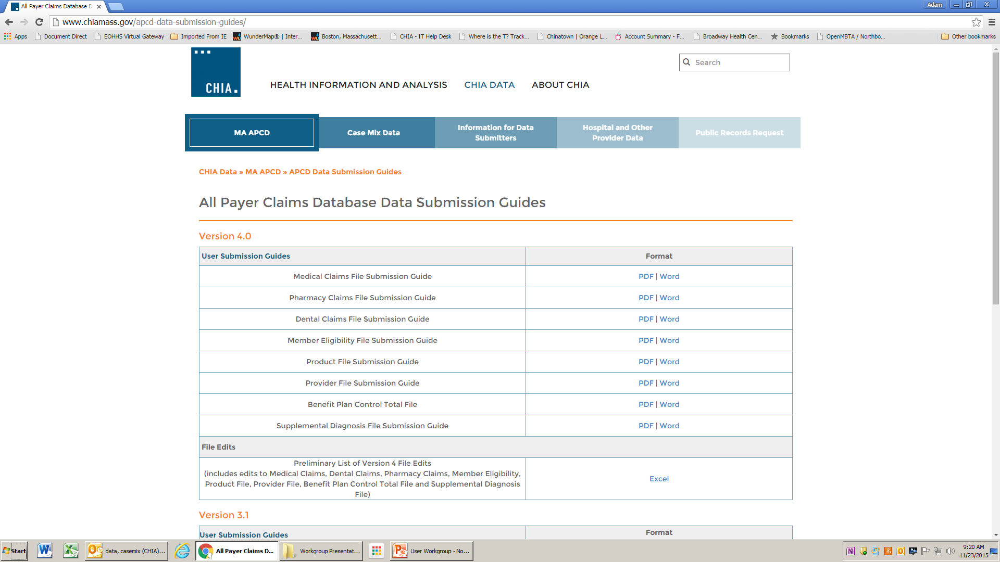 All Payer Claims Database D
Adam
www.chiamass.gov/apcd-data-submission-guides/
Apps
Document Direct
EOHHS Virtual Gateway
Imported From IE
WunderMap® | Inter...
Boston, Massachusett...
CHIA - IT Help Desk
Where is the T? Track...
Chinatown | Orange L...
Account Summary - F...
Broadway Health Cen...
Bookmarks
OpenMBTA / Northbo...
Other bookmarks
CHIA.
Search
HEALTH INFORMATION AND ANALYSIS
CHIA DATA
ABOUT CHIA
MA APCD
Case Mix Data
Information for Data
Submitters
Hospital and Other
Provider Data
Public Records Request
CHIA Data » MA APCD » APCD Data Submission Guides
All Payer Claims Database Data Submission Guides
Version 4.0
User Submission Guides Format
Medical Claims File Submission Guide PDF | Word
Pharmacy Claims File Submission Guide PDF | Word
Dental Claims File Submission Guide PDF | Word
Member Eligibility File Submission Guide PDF | Word
Product File Submission Guide PDF | Word
Provider File Submission Guide PDF | Word
Benefit Plan Control Total File PDF | Word
Supplemental Diagnosis File Submission Guide PDF | Word
File Edits
Preliminary List of Version 4 File Edits
(includes edits to Medical Claims, Dental Claims, Pharmacy Claims, Member Eligibility,
Product File, Provider File, Benefit Plan Control Total File and Supplemental Diagnosis
File)
Excel
Version 3.1
User Submission Guides Format
Start
data, casemix (CHIA)...
All Payer Claims D...
Workgroup Presentat...
User Workgroup - No...
9:20 AM
11/23/2015